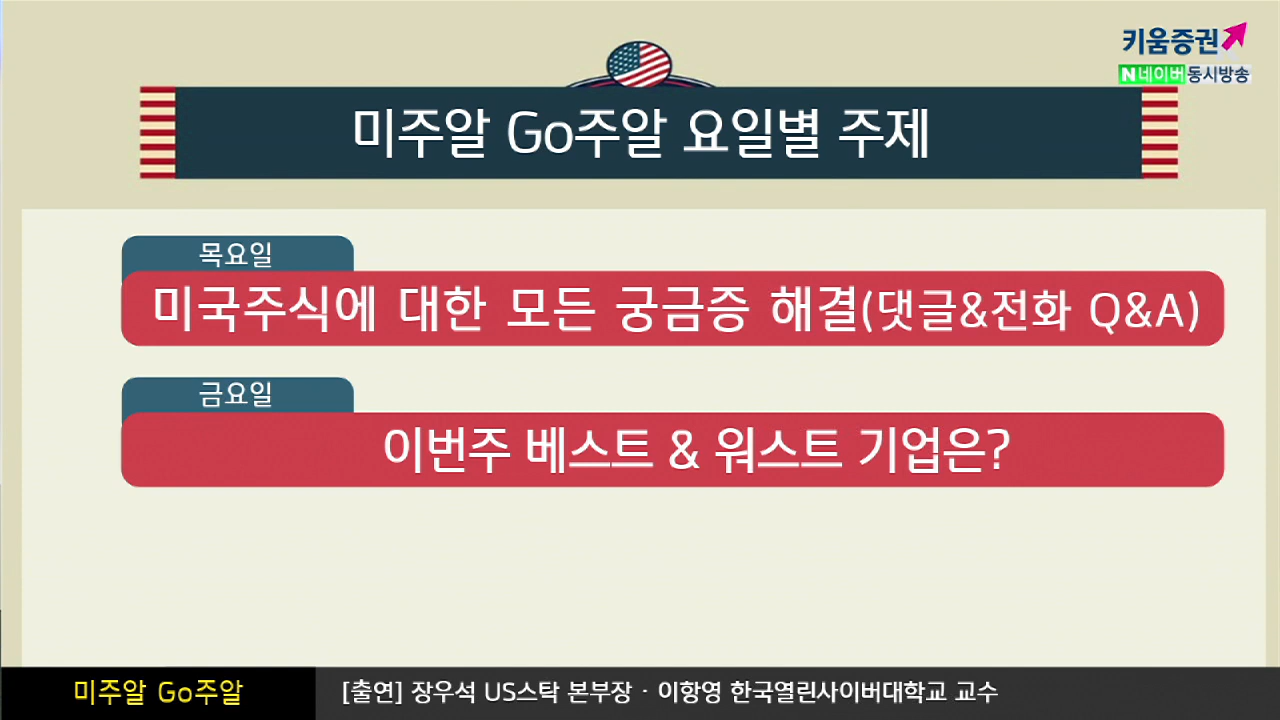 키움증권
N 네이버 동시방송
미주알 Go주알 요일별 주제
목요일
미국주식에 대한 모든 궁금증 해결(댓글&전화 Q&A)
금요일
이번주 베스트 & 워스트 기업은?
미주알 Go주알
[출연] 장우석 US스탁 본부장 · 이항영 한국열린사이버대학교 교수